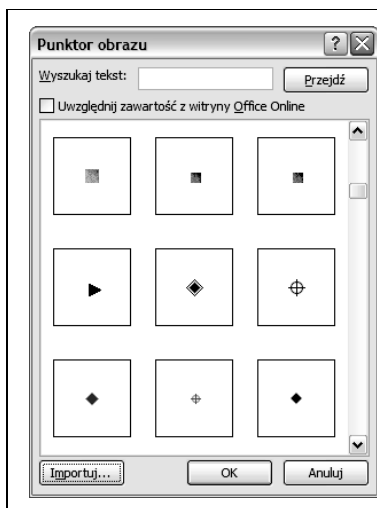 Punktor obrazu
Wyszukaj tekst:
Przejdź
Uwzględnij zawartość z witryny Office Online
Importuj...
OK
Anuluj